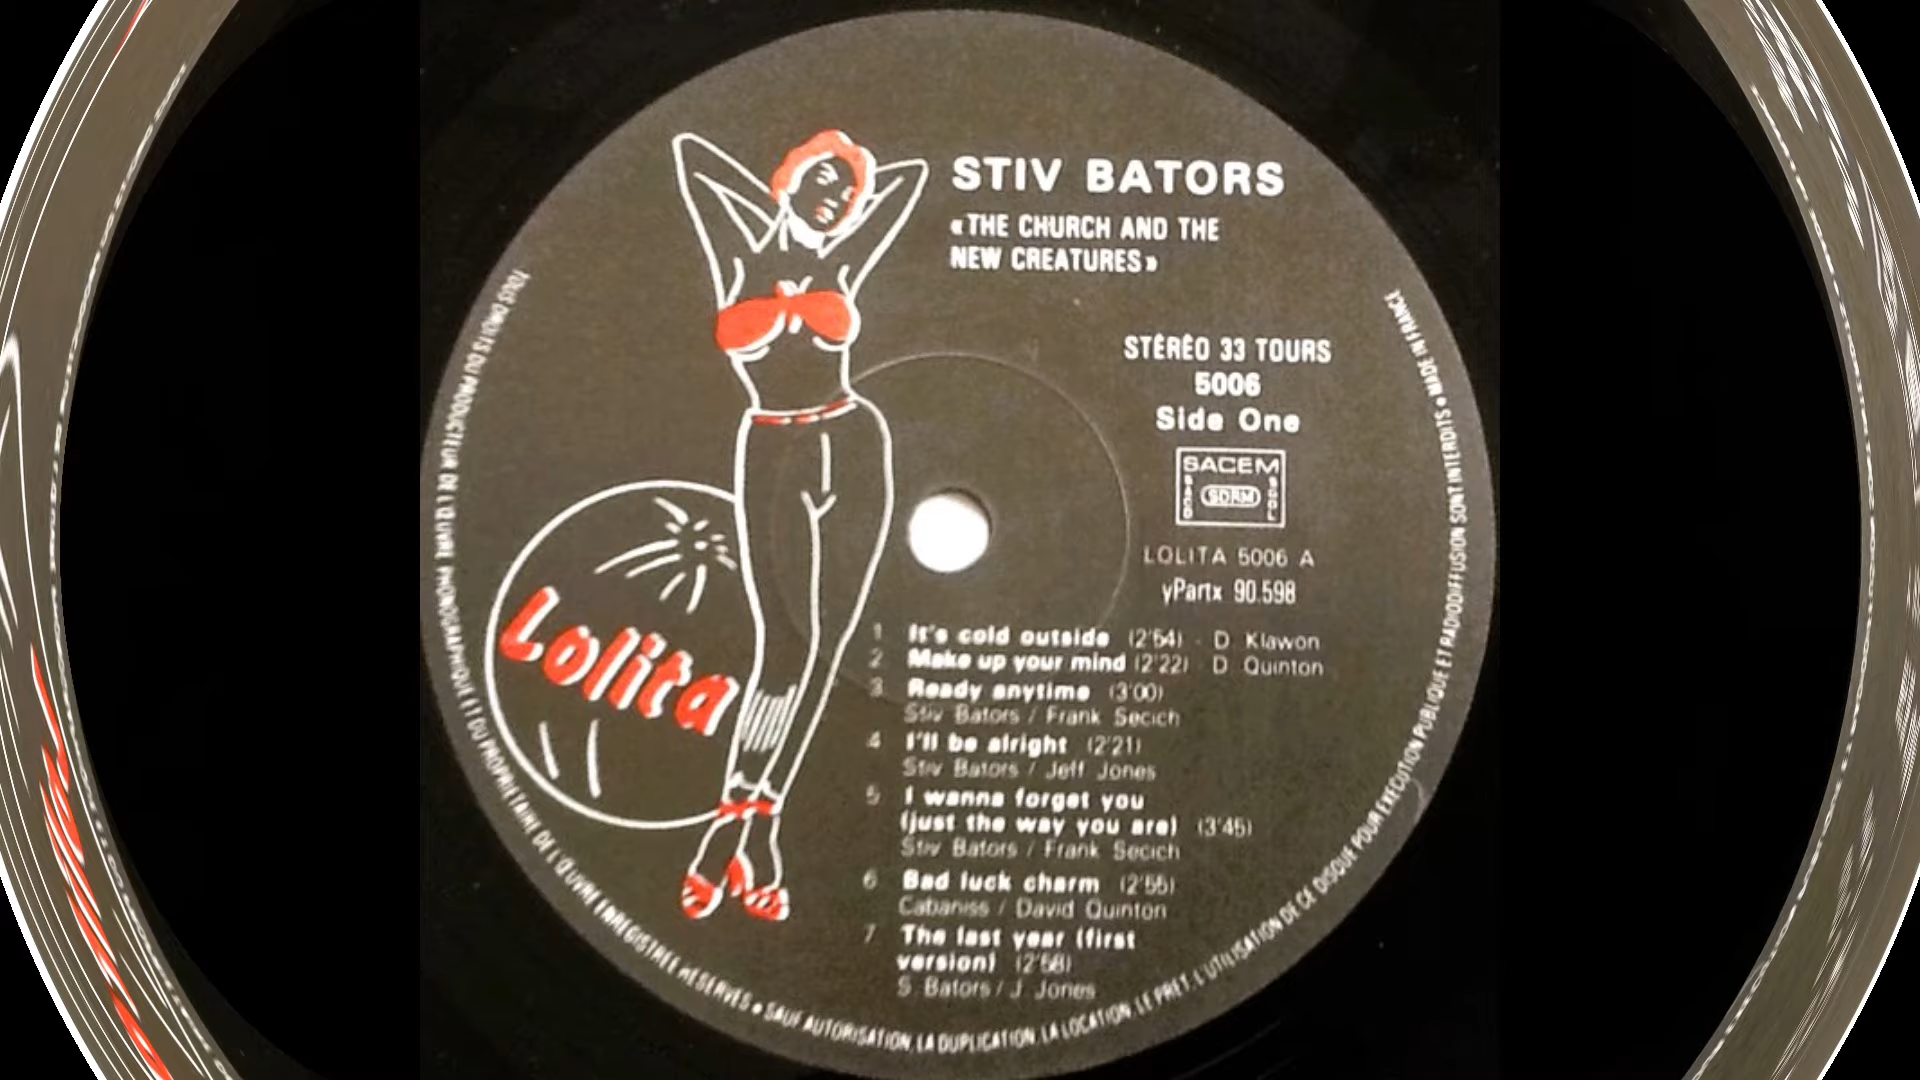 STIV BATORS
«THE CHURCH AND THE
NEW CREATURES»
STÉRÉO 33 TOURS
5006
Side One
SACEM
SACD SDRM SGDL
LOLITA 5006 A
yPartx 90.598
Lolita
1 It's cold outside (2'54) - D. Klawon
2 Make up your mind (2'22) D. Quinton
3 Ready anytime (3'00)
Stiv Bators / Frank Secich
4 I'll be alright (2'21)
Stiv Bators / Jeff Jones
5 I wanna forget you
(just the way you are) (3'45)
Stiv Bators / Frank Secich
6 Bad luck charm (2'55)
Cabaniss / David Quinton
7 The last year (first
version) (2'58)
S. Bators / J. Jones
TOUS DROITS DU PRODUCTEUR DE L'ŒUVRE PHONOGRAPHIQUE ET DU PROPRIÉTAIRE DE L'ŒUVRE ENREGISTRÉE RÉSERVÉS • SAUF AUTORISATION, LA DUPLICATION, LA LOCATION, LE PRÊT, L'UTILISATION DE CE DISQUE POUR EXÉCUTION PUBLIQUE ET RADIODIFFUSION SONT INTERDITS • MADE IN FRANCE